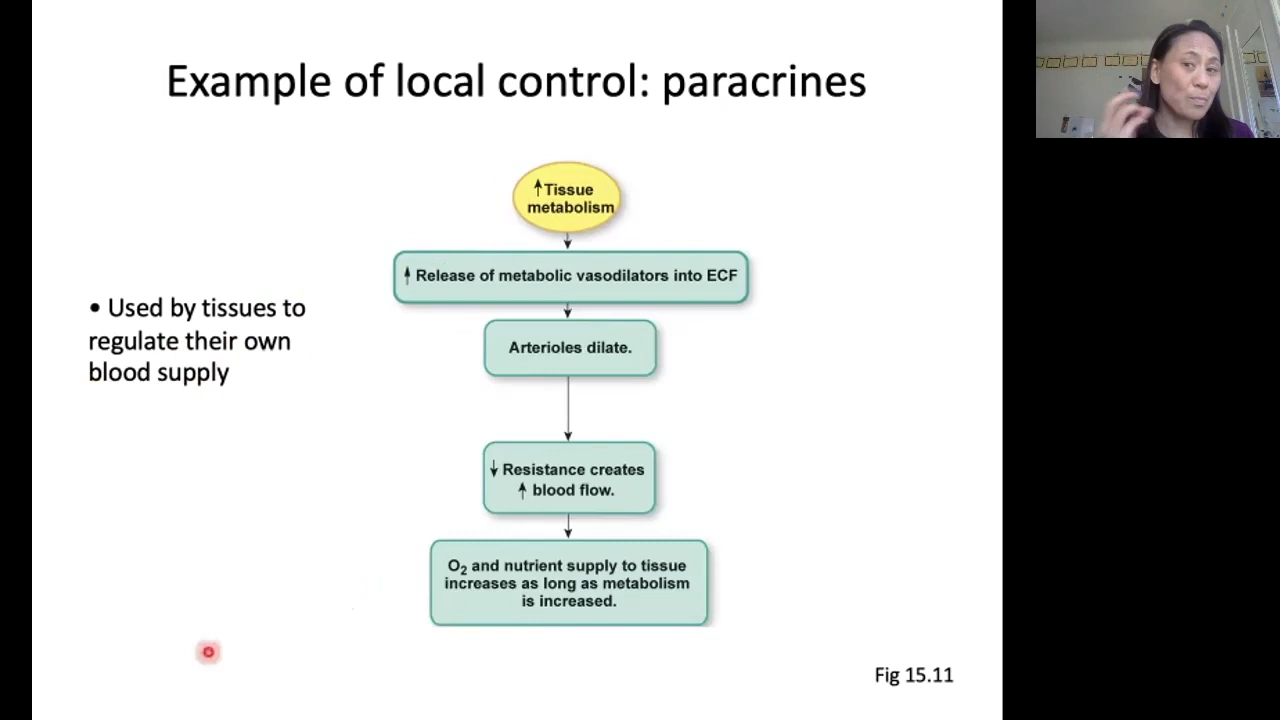 Example of local control: paracrines
↑Tissue
metabolism
↑ Release of metabolic vasodilators into ECF
• Used by tissues to
regulate their own
blood supply
Arterioles dilate.
↓ Resistance creates
↑ blood flow.
O₂ and nutrient supply to tissue
increases as long as metabolism
is increased.
Fig 15.11